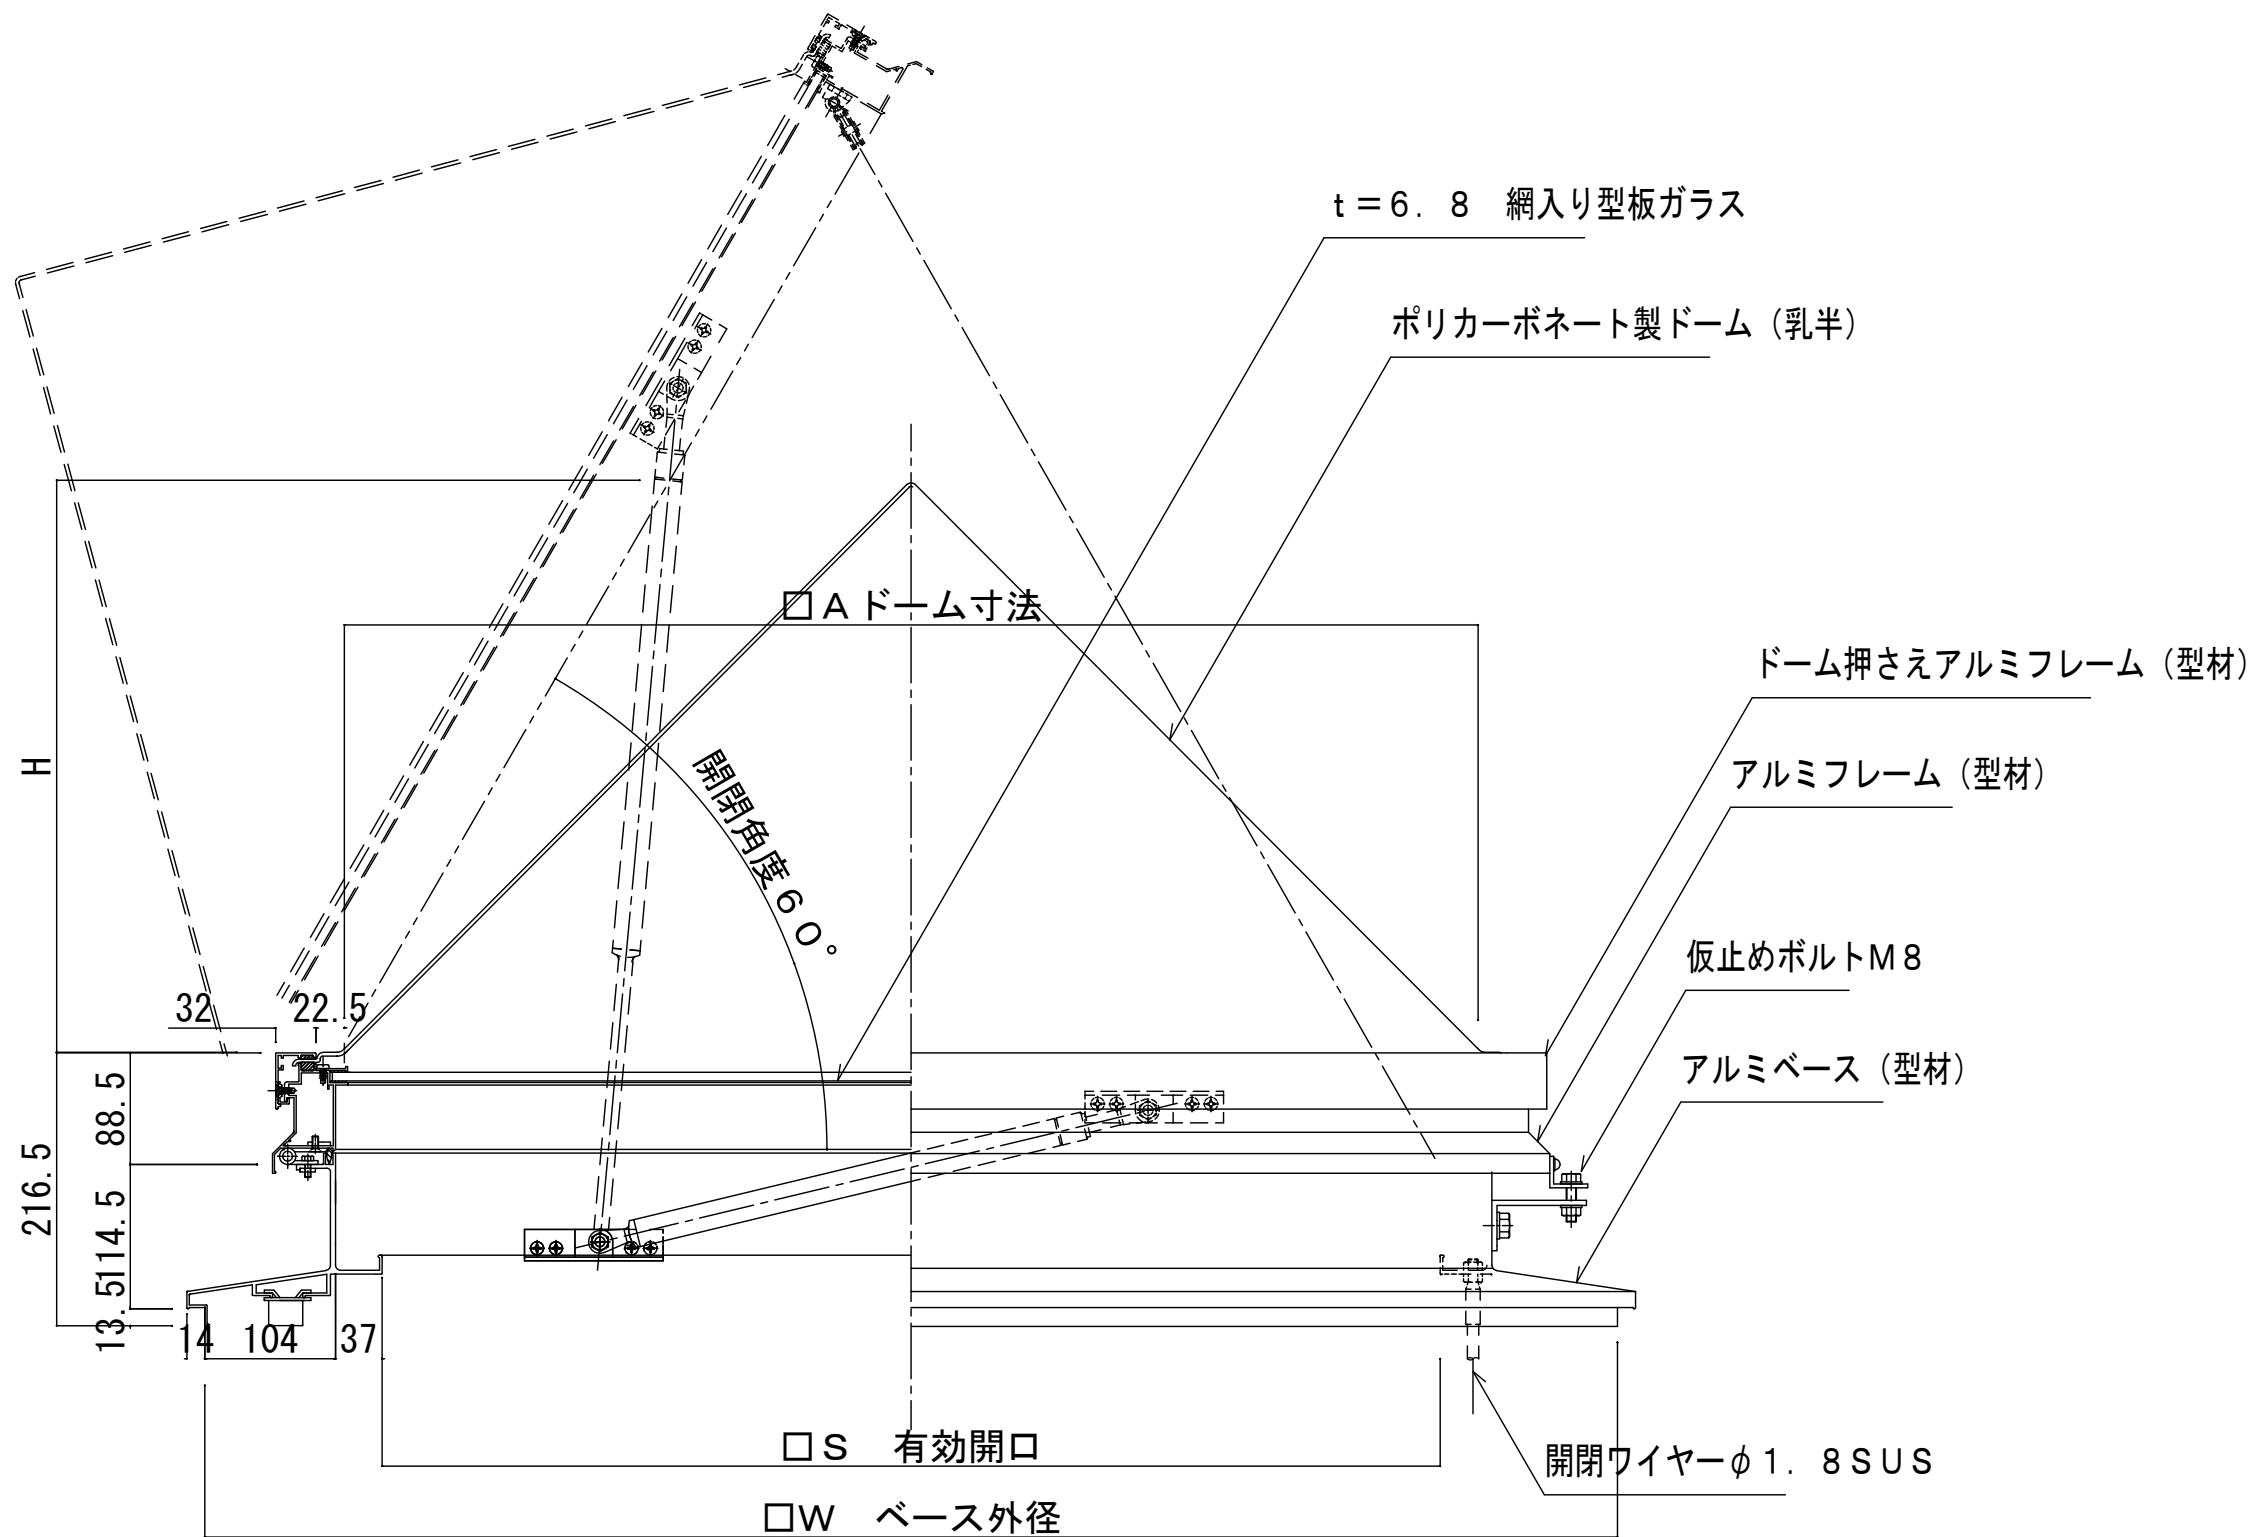 t＝6．8　網入り型板ガラス
ポリカーボネート製ドーム（乳半）
□Aドーム寸法
ドーム押さえアルミフレーム（型材）
アルミフレーム（型材）
開閉角度60°
H
仮止めボルトM8
32
22.5
アルミベース（型材）
88.5
216.5
114.5
13.5
14
104
37
□S　有効開口
開閉ワイヤーφ1．8SUS
□W　ベース外径